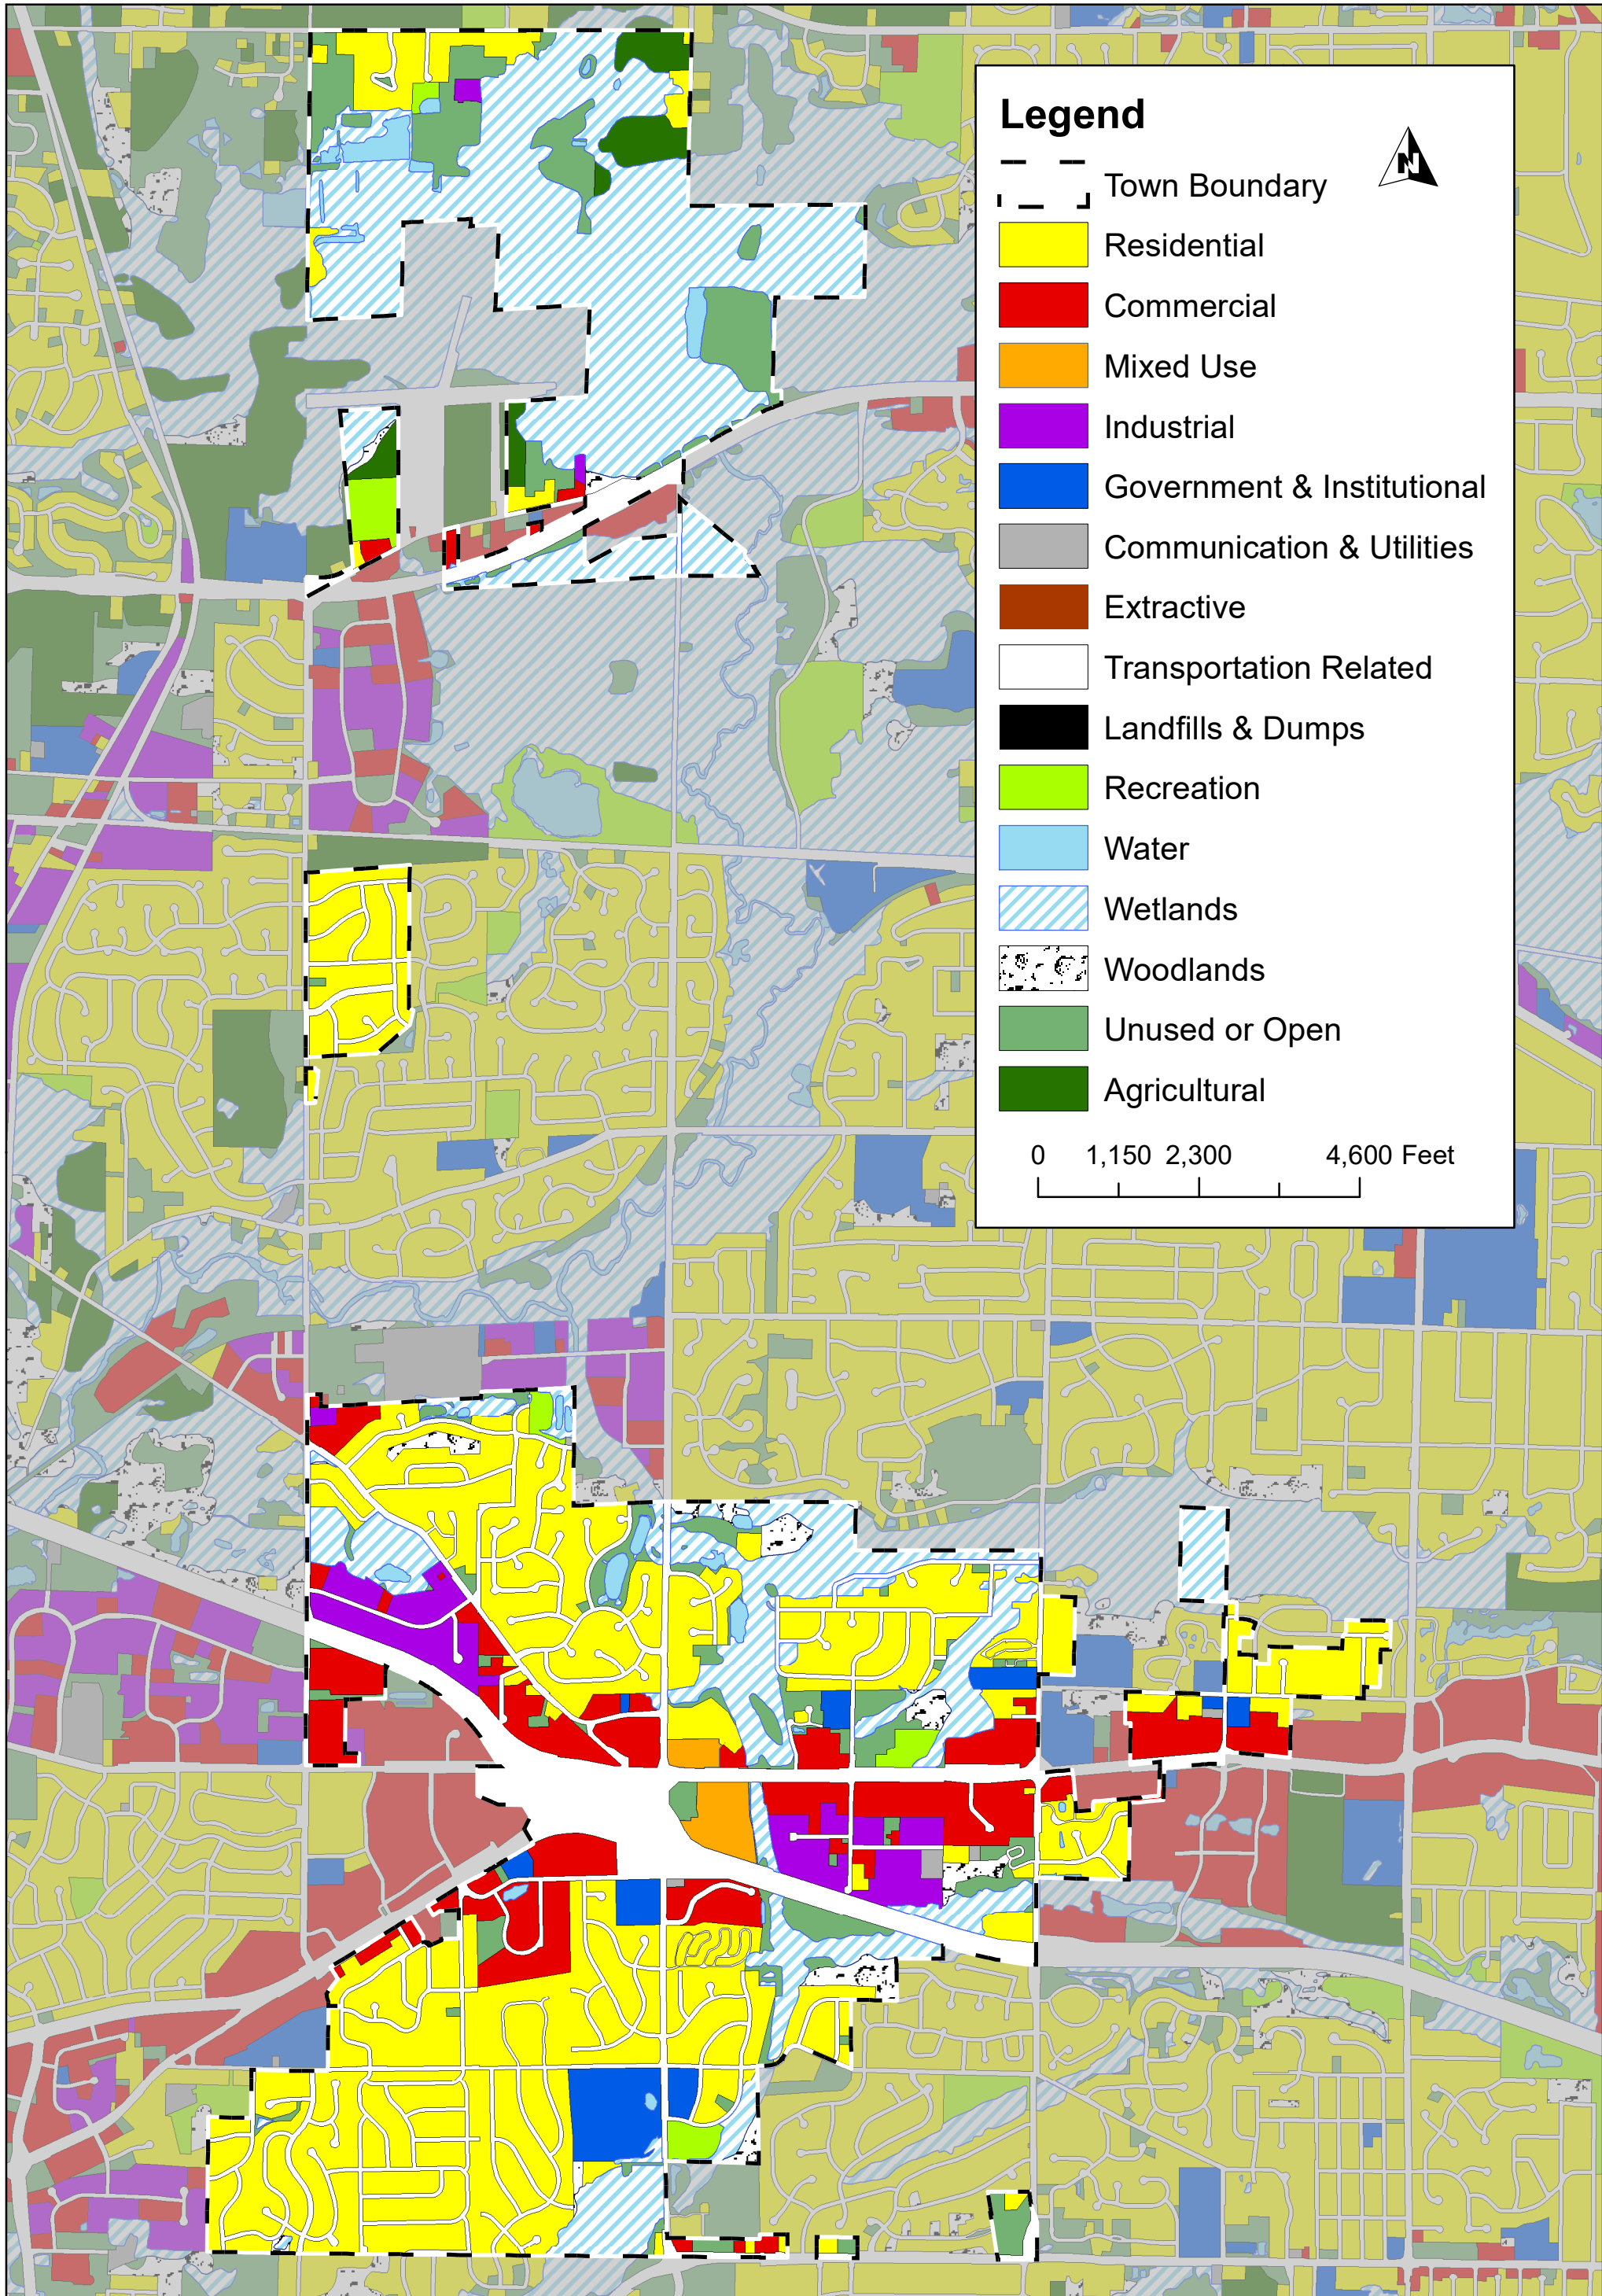 Legend
N
Town Boundary
Residential
Commercial
Mixed Use
Industrial
Government & Institutional
Communication & Utilities
Extractive
Transportation Related
Landfills & Dumps
Recreation
Water
Wetlands
Woodlands
Unused or Open
Agricultural
0 1,150 2,300 4,600 Feet